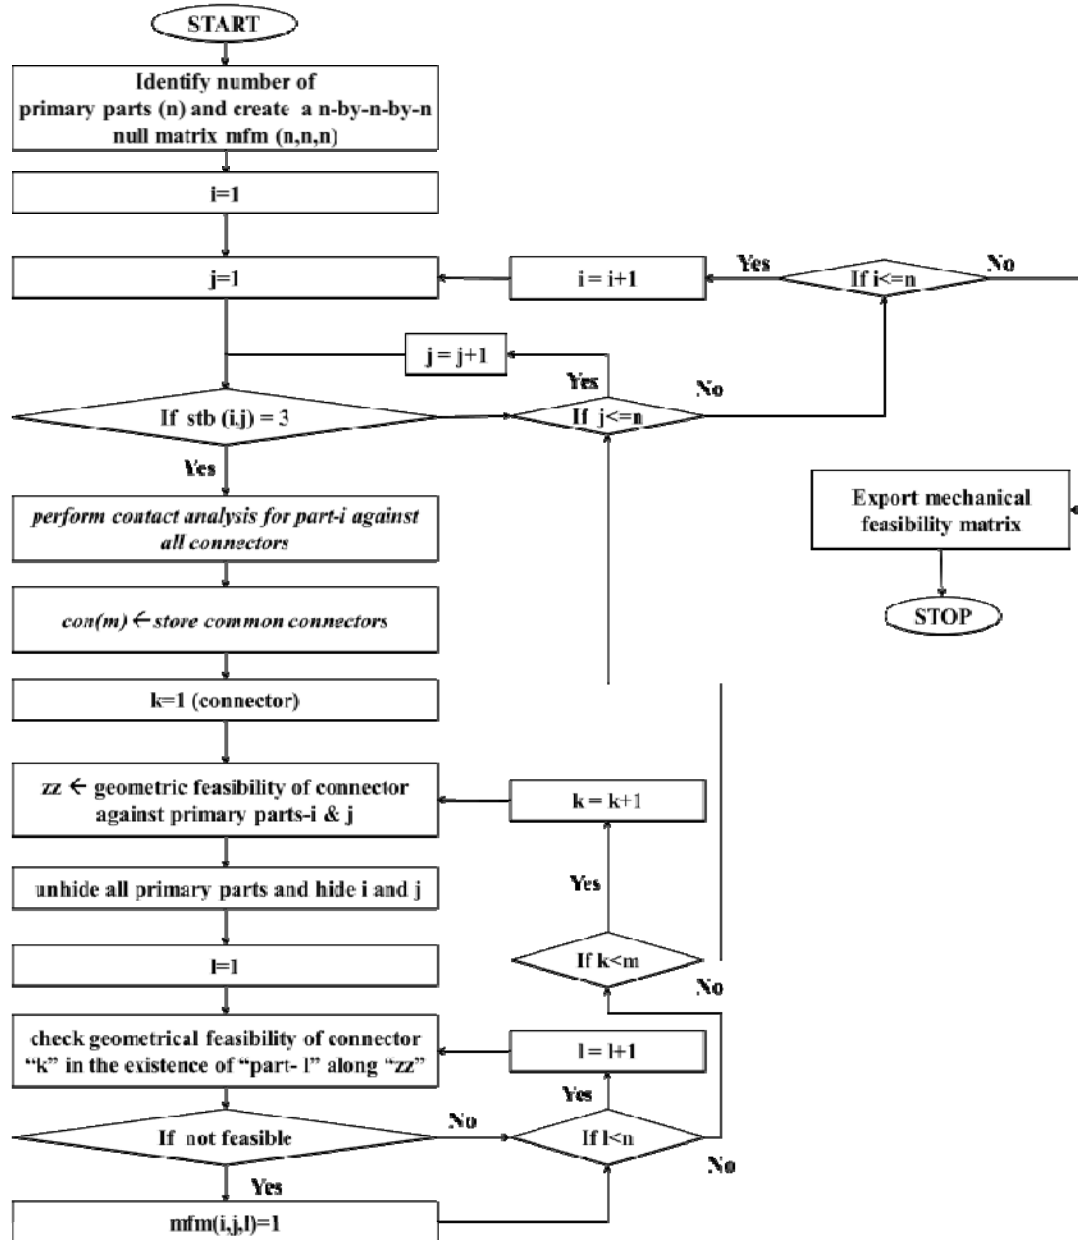 START
Identify number of
primary parts (n) and create a n-by-n-by-n
null matrix mfm (n,n,n)
i=1
j=1
i = i+1
Yes
If i<=n
No
j = j+1
Yes
No
If stb (i.j) = 3
If j<=n
Yes
perform contact analysis for part-i against
all connectors
Export mechanical
feasibility matrix
con(m) ← store common connectors
STOP
k=1 (connector)
zz ← geometric feasibility of connector
against primary parts-i & j
k = k+1
unhide all primary parts and hide i and j
Yes
l=1
If k<m
No
check geometrical feasibility of connector
"k" in the existence of "part- l" along "zz"
l = l+1
Yes
If not feasible
No
If l<n
No
Yes
mfm(i,j,l)=1